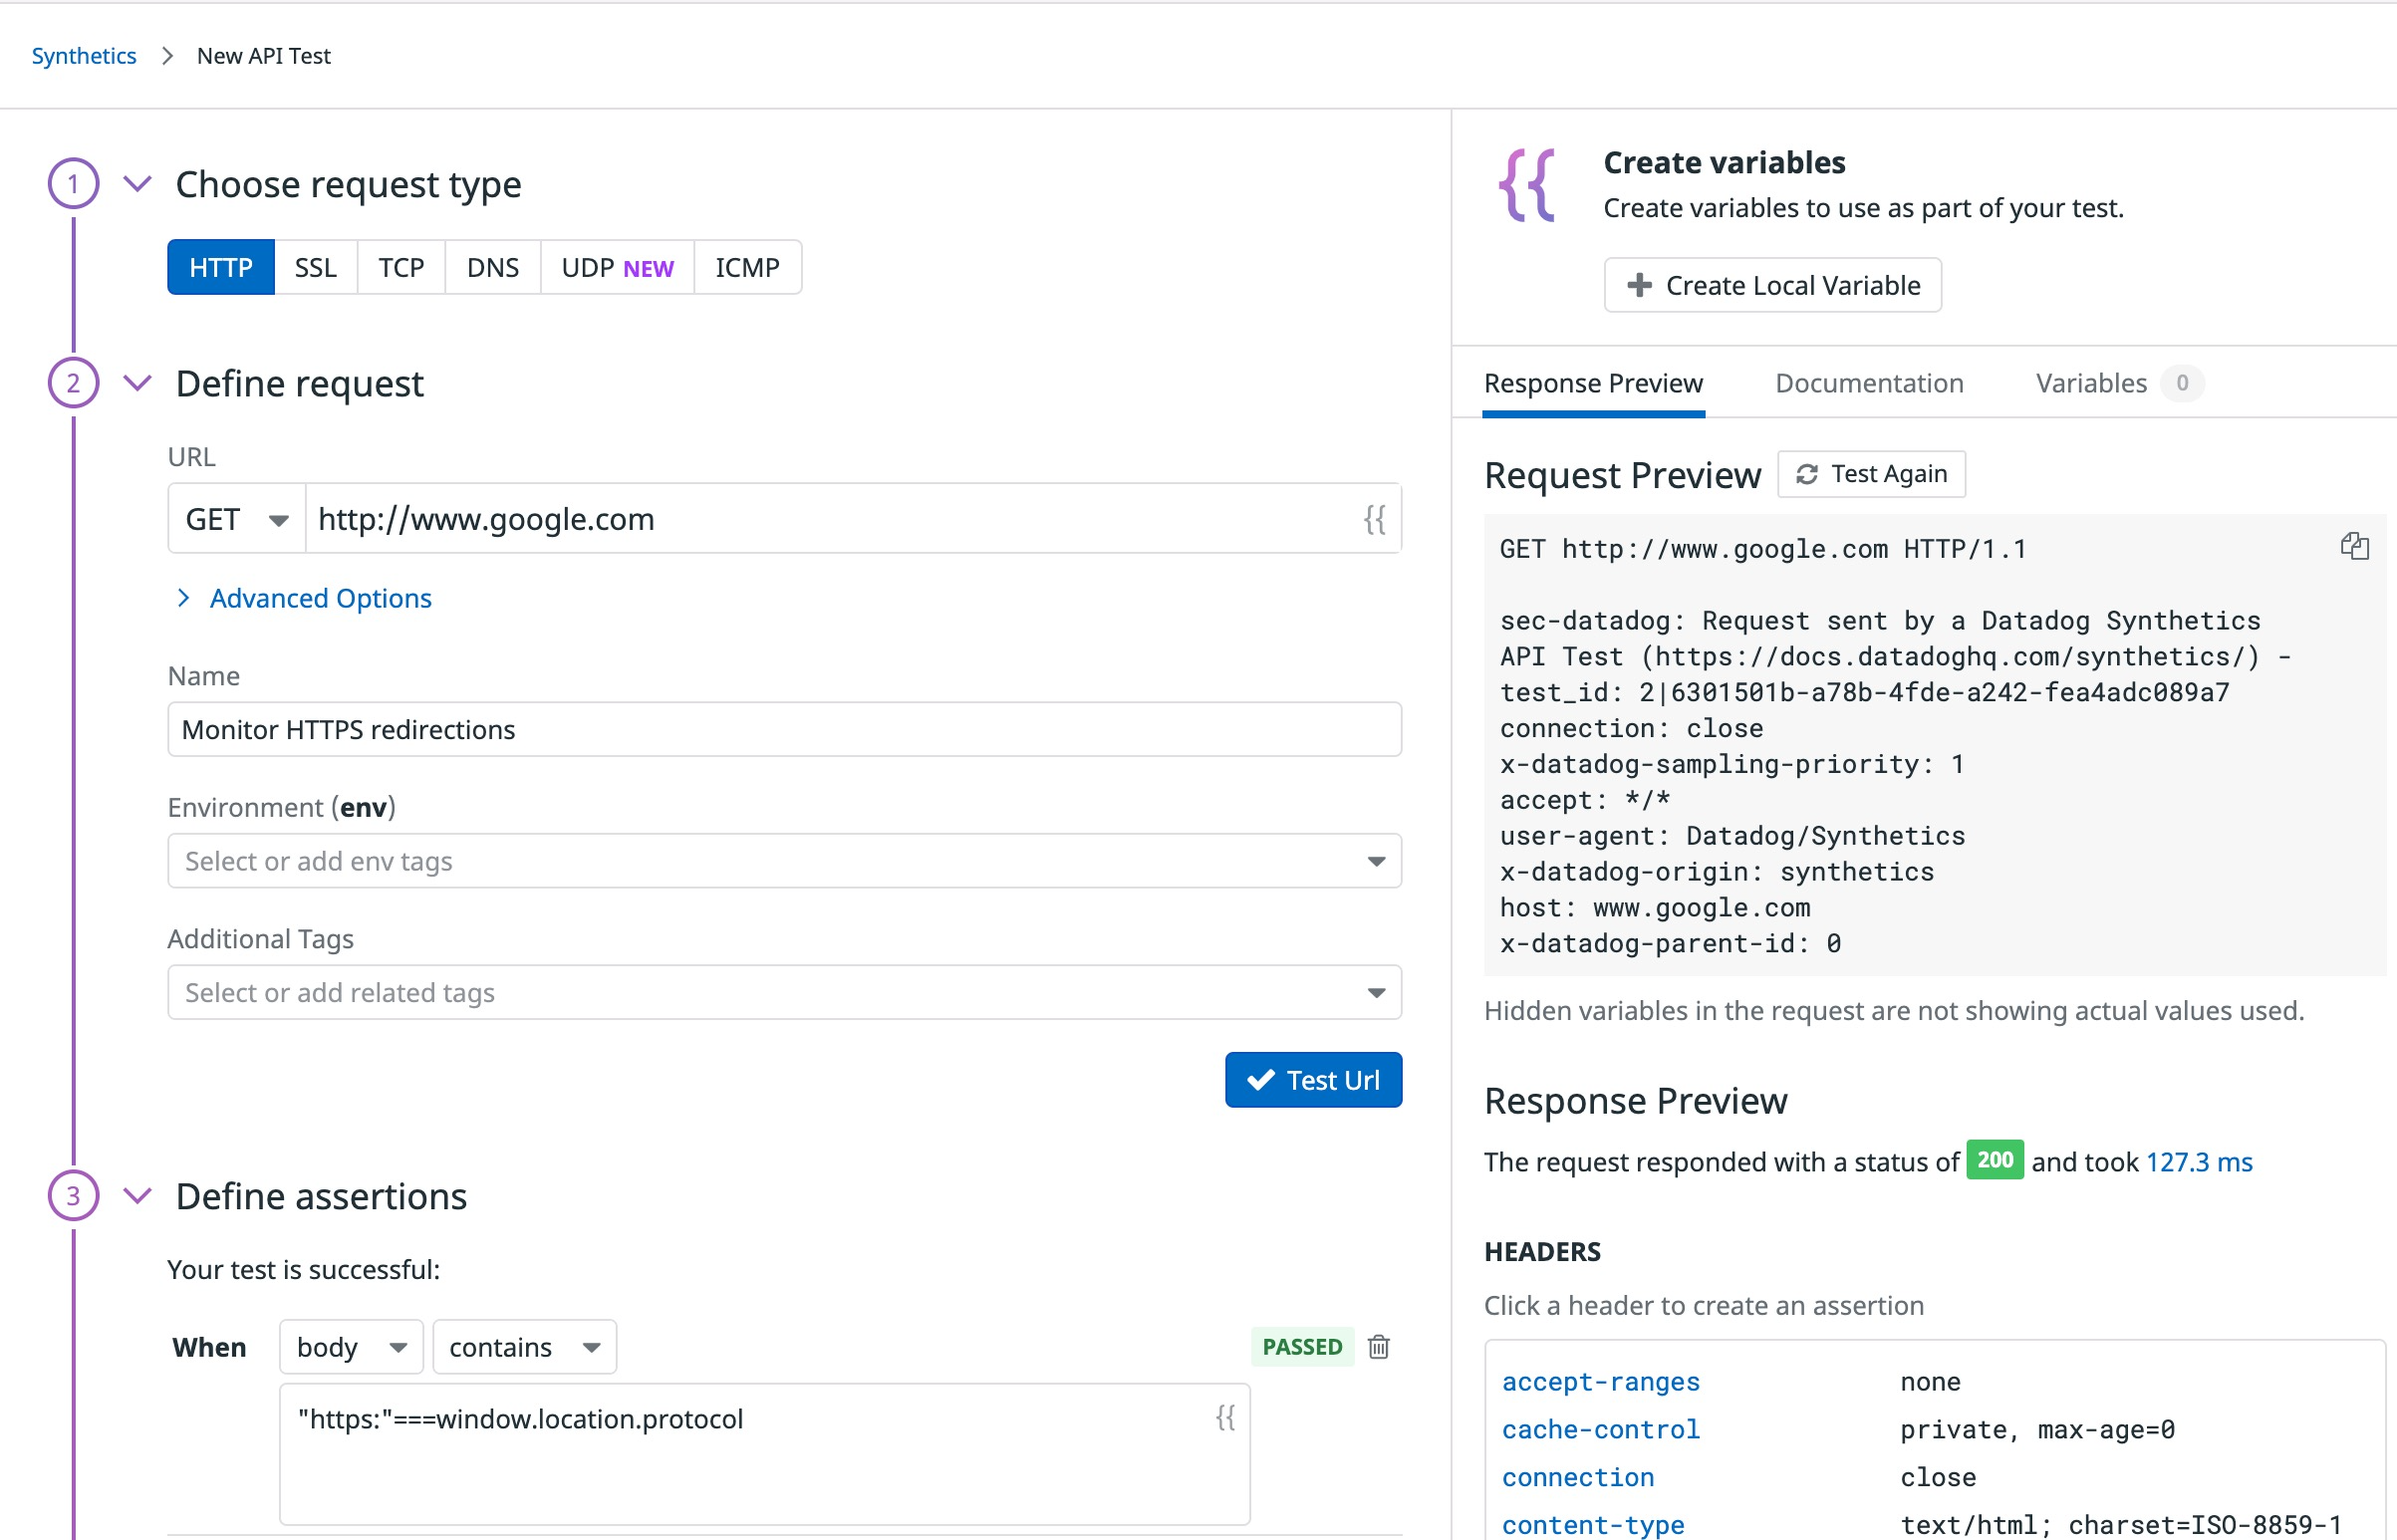 Synthetics > New API Test
1 Choose request type
HTTP SSL TCP DNS UDP NEW ICMP
2 Define request
URL
GET http://www.google.com {{
> Advanced Options
Name
Monitor HTTPS redirections
Environment (env)
Select or add env tags
Additional Tags
Select or add related tags
Test Url
3 Define assertions
Your test is successful:
When body contains PASSED
"https:"===window.location.protocol {{
{{ Create variables
Create variables to use as part of your test.
+ Create Local Variable
Response Preview Documentation Variables 0
Request Preview Test Again
GET http://www.google.com HTTP/1.1
sec-datadog: Request sent by a Datadog Synthetics
API Test (https://docs.datadoghq.com/synthetics/) -
test_id: 2|6301501b-a78b-4fde-a242-fea4adc089a7
connection: close
x-datadog-sampling-priority: 1
accept: */*
user-agent: Datadog/Synthetics
x-datadog-origin: synthetics
host: www.google.com
x-datadog-parent-id: 0
Hidden variables in the request are not showing actual values used.
Response Preview
The request responded with a status of 200 and took 127.3 ms
HEADERS
Click a header to create an assertion
accept-ranges none
cache-control private, max-age=0
connection close
content-type text/html; charset=ISO-8859-1